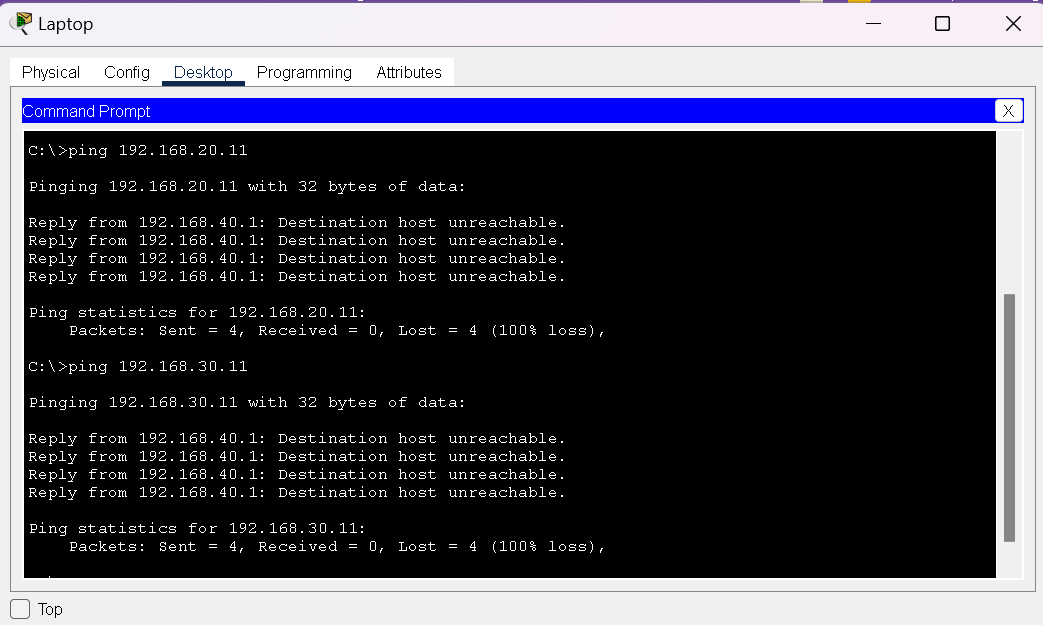 Laptop
Physical Config Desktop Programming Attributes
Command Prompt X
C:\>ping 192.168.20.11
Pinging 192.168.20.11 with 32 bytes of data:
Reply from 192.168.40.1: Destination host unreachable.
Reply from 192.168.40.1: Destination host unreachable.
Reply from 192.168.40.1: Destination host unreachable.
Reply from 192.168.40.1: Destination host unreachable.
Ping statistics for 192.168.20.11:
    Packets: Sent = 4, Received = 0, Lost = 4 (100% loss),
C:\>ping 192.168.30.11
Pinging 192.168.30.11 with 32 bytes of data:
Reply from 192.168.40.1: Destination host unreachable.
Reply from 192.168.40.1: Destination host unreachable.
Reply from 192.168.40.1: Destination host unreachable.
Reply from 192.168.40.1: Destination host unreachable.
Ping statistics for 192.168.30.11:
    Packets: Sent = 4, Received = 0, Lost = 4 (100% loss),
Top